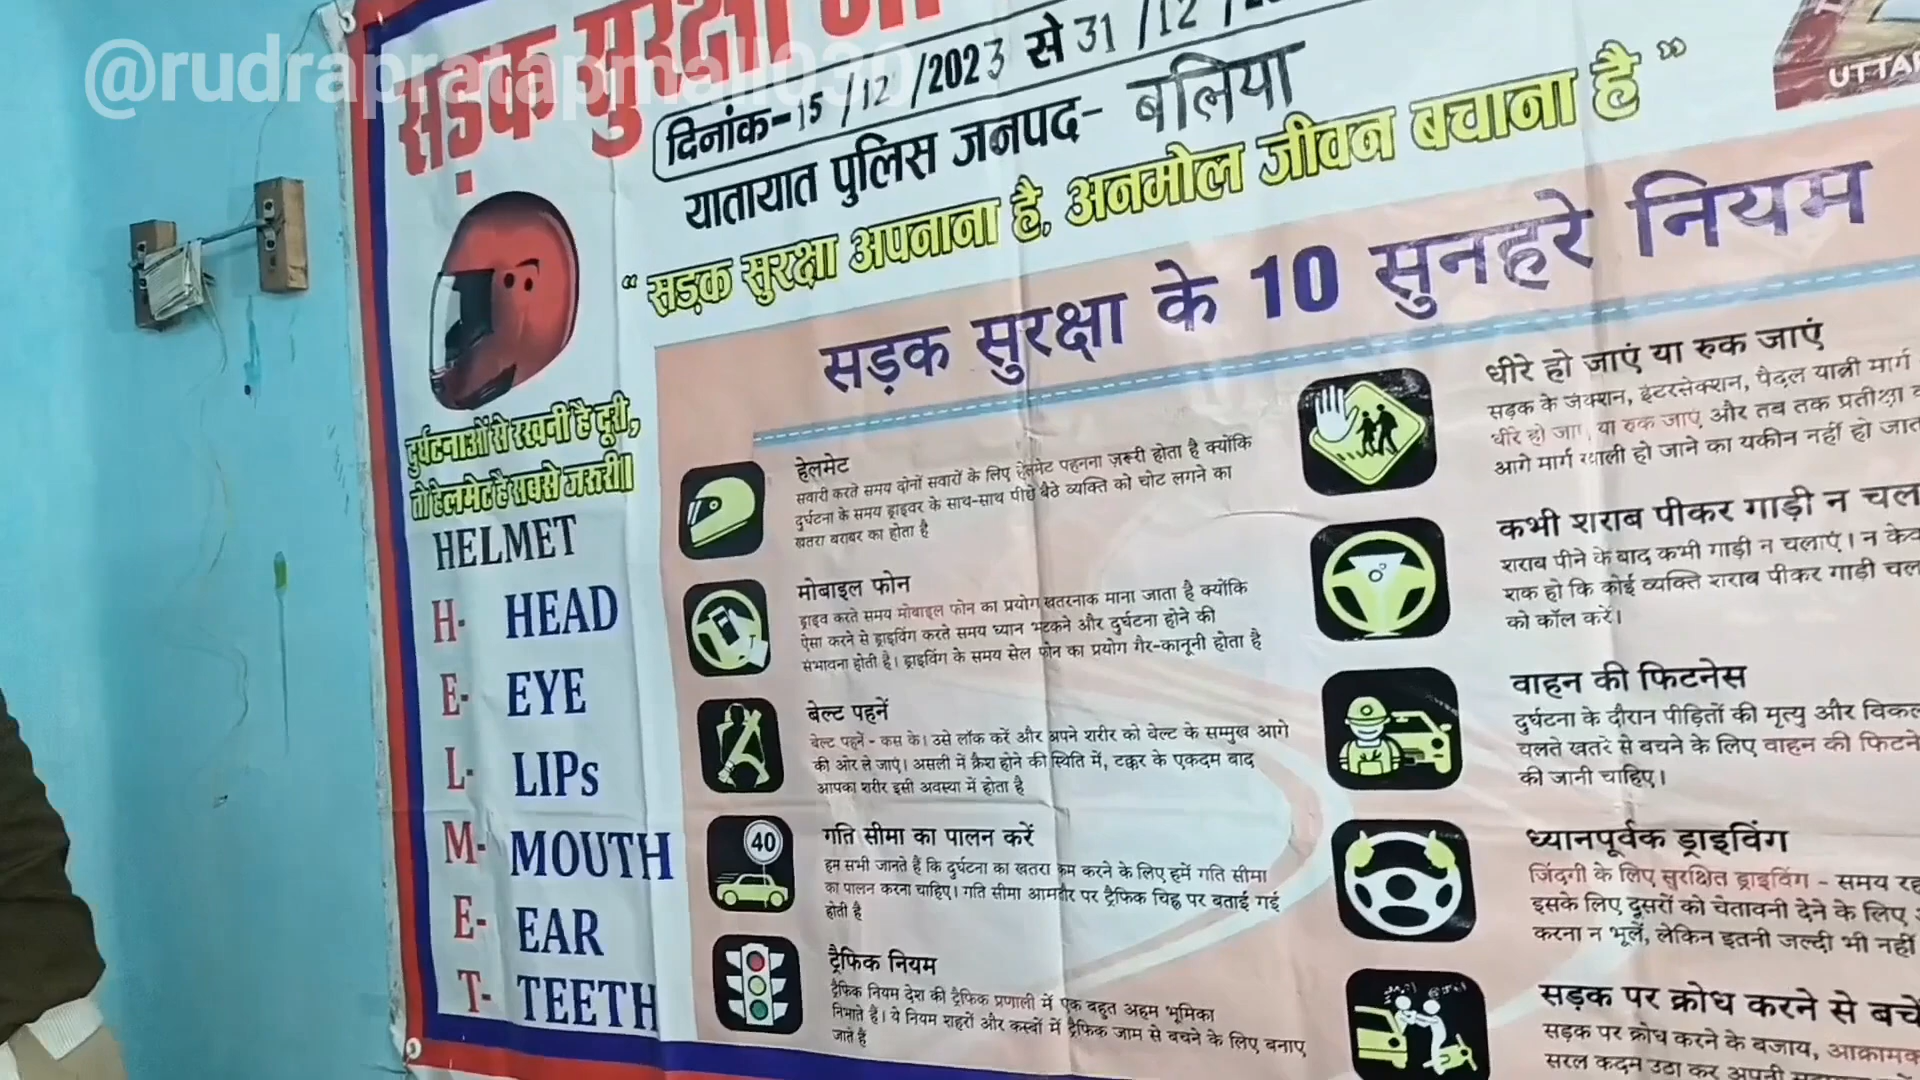 @rudrapratapmall030
सड़क सुरक्षा
दिनांक-15/12/2023 से 31/12/
यातायात पुलिस जनपद- बलिया
“ सड़क सुरक्षा अपनाना है, अनमोल जीवन बचाना है ”
UTTAR
सड़क सुरक्षा के 10 सुनहरे नियम
दुर्घटनाओं से रखनी है दूरी,
तो हेलमेट है सबसे जरुरी॥
HELMET
H- HEAD
E- EYE
L- LIPs
M- MOUTH
E- EAR
T- TEETH
हेलमेट
सवारी करते समय दोनों सवारों के लिए हेलमेट पहनना ज़रूरी होता है क्योंकि
दुर्घटना के समय ड्राइवर के साथ-साथ पीछे बैठे व्यक्ति को चोट लगने का
खतरा बराबर का होता है
मोबाइल फोन
ड्राइव करते समय मोबाइल फोन का प्रयोग खतरनाक माना जाता है क्योंकि
ऐसा करने से ड्राइविंग करते समय ध्यान भटकने और दुर्घटना होने की
संभावना होती है। ड्राइविंग के समय सेल फोन का प्रयोग गैर-कानूनी होता है
बेल्ट पहनें
बेल्ट पहनें - कस के। उसे लॉक करें और अपने शरीर को बेल्ट के सम्मुख आगे
की ओर ले जाएं। असली में क्रैश होने की स्थिति में, टक्कर के एकदम बाद
आपका शरीर इसी अवस्था में होता है
40
गति सीमा का पालन करें
हम सभी जानते हैं कि दुर्घटना का खतरा कम करने के लिए हमें गति सीमा
का पालन करना चाहिए। गति सीमा आमतौर पर ट्रैफिक चिह्न पर बताई गई
होती है
ट्रैफिक नियम
ट्रैफिक नियम देश की ट्रैफिक प्रणाली में एक बहुत अहम भूमिका
निभाते हैं। ये नियम शहरों और कस्बों में ट्रैफिक जाम से बचने के लिए बनाए
जाते हैं
धीरे हो जाएं या रुक जाएं
सड़क के जंक्शन, इंटरसेक्शन, पैदल यात्री मार्ग
धीरे हो जाएं या रुक जाएं और तब तक प्रतीक्षा
आगे मार्ग खाली हो जाने का यकीन नहीं हो जात
कभी शराब पीकर गाड़ी न चल
शराब पीने के बाद कभी गाड़ी न चलाएं। न केव
शक हो कि कोई व्यक्ति शराब पीकर गाड़ी चल
को कॉल करें।
वाहन की फिटनेस
दुर्घटना के दौरान पीड़ितों की मृत्यु और विकल
चलते खतरे से बचने के लिए वाहन की फिटने
की जानी चाहिए।
ध्यानपूर्वक ड्राइविंग
जिंदगी के लिए सुरक्षित ड्राइविंग - समय रह
इसके लिए दूसरों को चेतावनी देने के लिए
करना न भूलें, लेकिन इतनी जल्दी भी नहीं
सड़क पर क्रोध करने से बचें
सड़क पर क्रोध करने के बजाय, आक्रामक
सरल कदम उठा कर अपनी